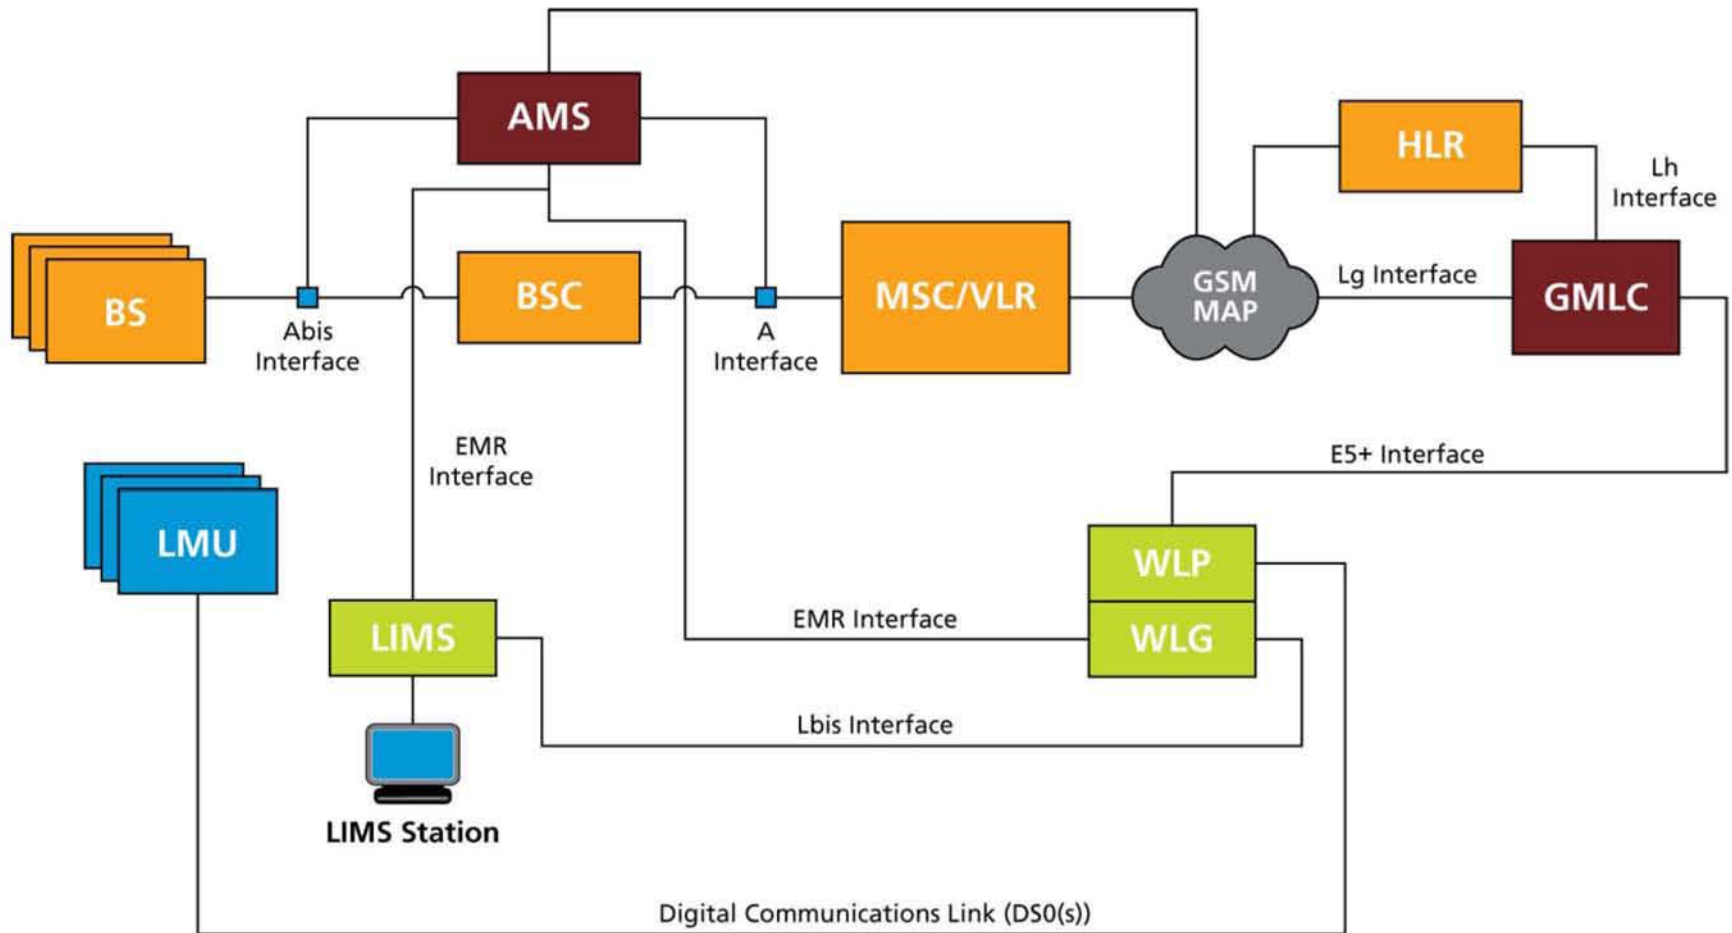 AMS
HLR
Lh
Interface
BS
Abis
Interface
BSC
A
Interface
MSC/VLR
GSM
MAP
Lg Interface
GMLC
EMR
Interface
E5+ Interface
LMU
WLP
LIMS
EMR Interface
WLG
Lbis Interface
LIMS Station
Digital Communications Link (DS0(s))